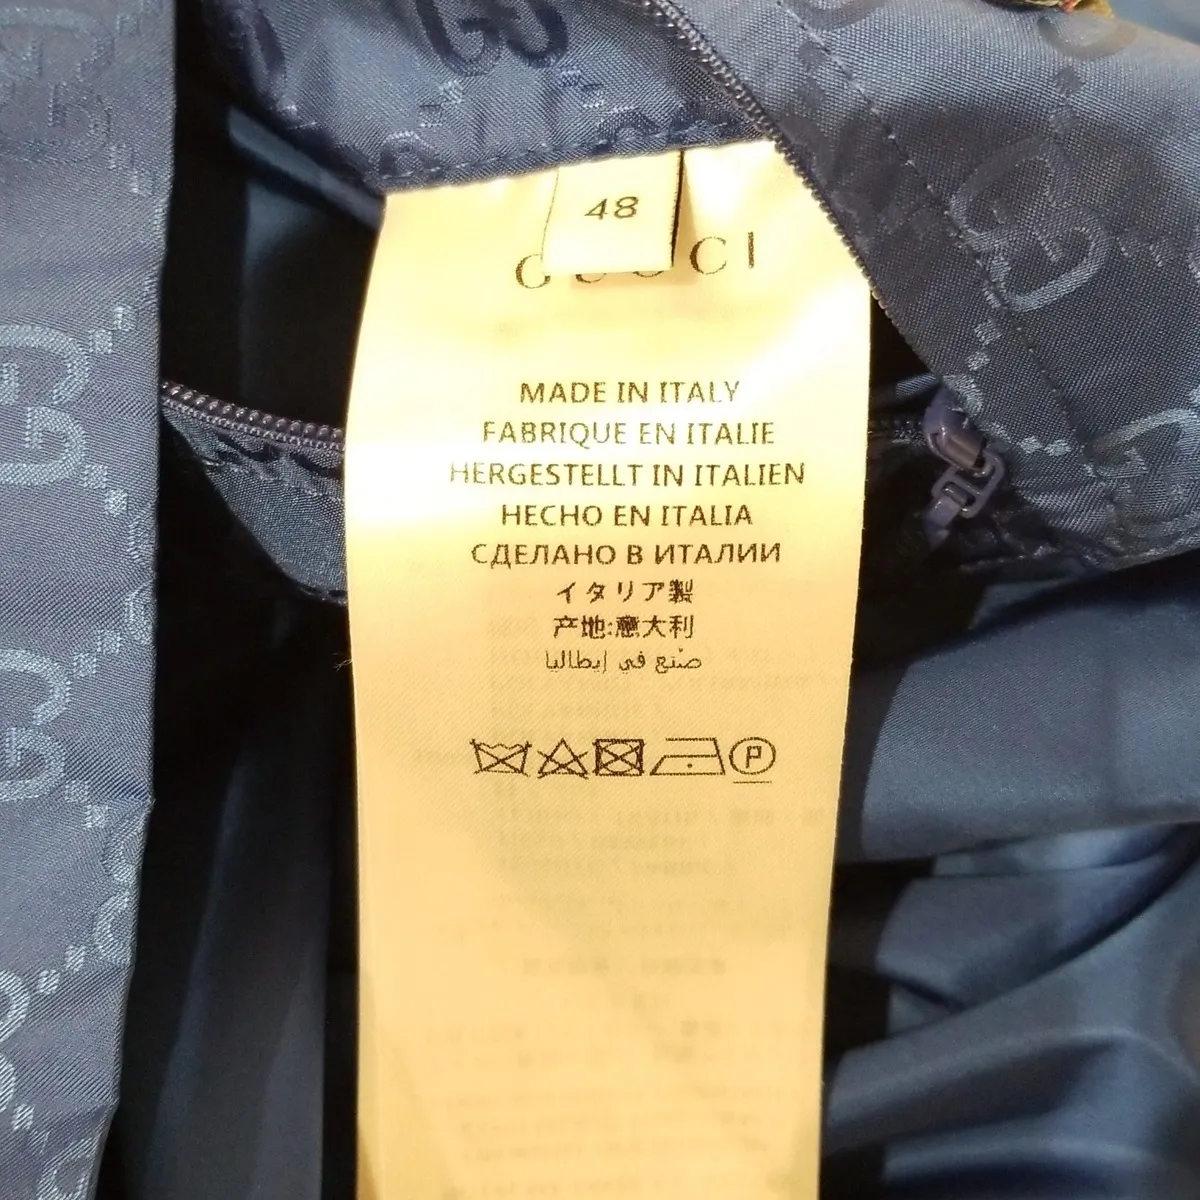 48
GUCCI
MADE IN ITALY
FABRIQUE EN ITALIE
HERGESTELLT IN ITALIEN
HECHO EN ITALIA
СДЕЛАНО В ИТАЛИИ
イタリア製
产地:意大利
صُنع في إيطاليا
P